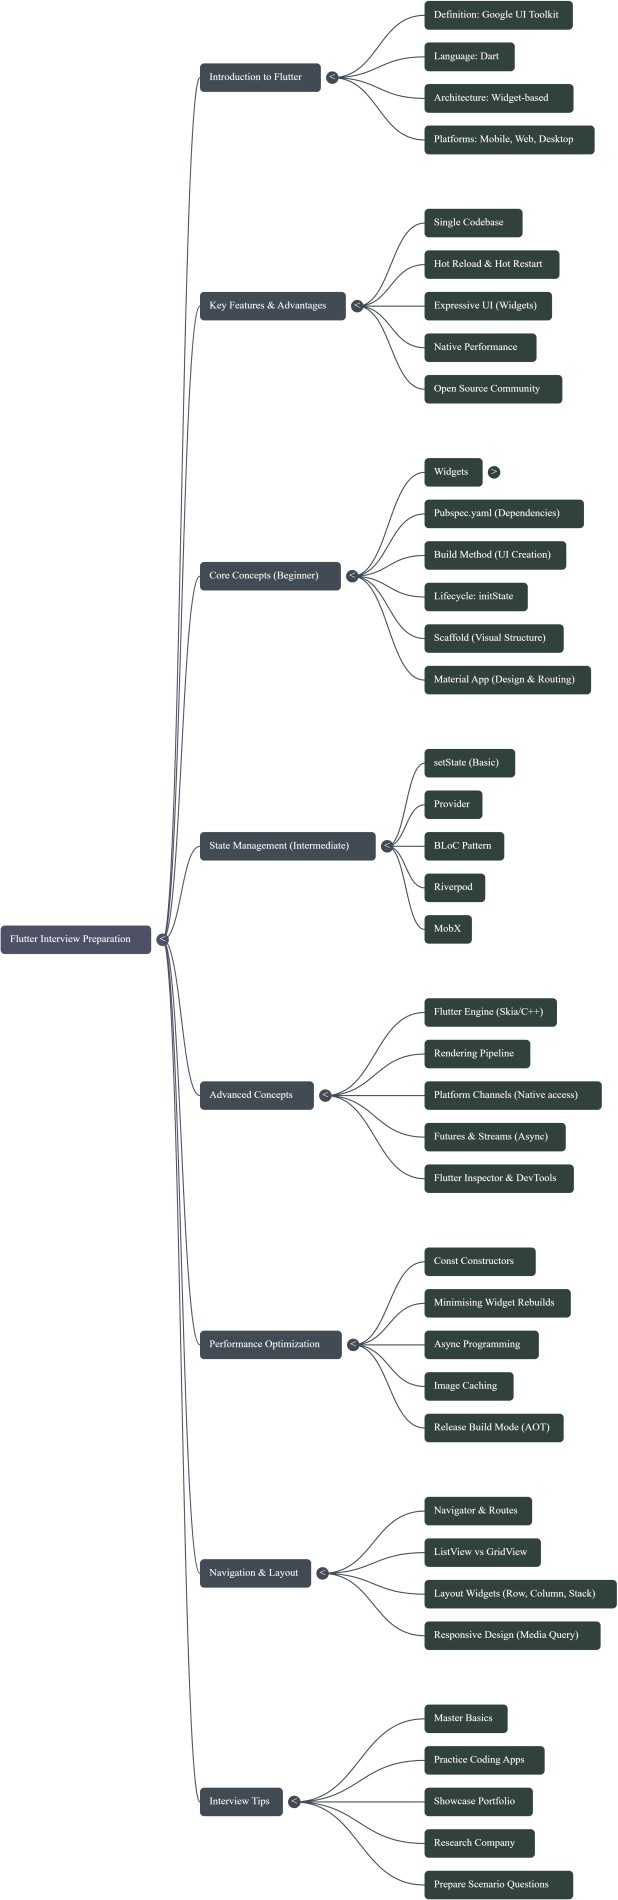 Flutter Interview Preparation
<
Introduction to Flutter
<
Definition: Google UI Toolkit
Language: Dart
Architecture: Widget-based
Platforms: Mobile, Web, Desktop
Key Features & Advantages
<
Single Codebase
Hot Reload & Hot Restart
Expressive UI (Widgets)
Native Performance
Open Source Community
Core Concepts (Beginner)
<
Widgets
>
Pubspec.yaml (Dependencies)
Build Method (UI Creation)
Lifecycle: initState
Scaffold (Visual Structure)
Material App (Design & Routing)
State Management (Intermediate)
<
setState (Basic)
Provider
BLoC Pattern
Riverpod
MobX
Advanced Concepts
<
Flutter Engine (Skia/C++)
Rendering Pipeline
Platform Channels (Native access)
Futures & Streams (Async)
Flutter Inspector & DevTools
Performance Optimization
<
Const Constructors
Minimising Widget Rebuilds
Async Programming
Image Caching
Release Build Mode (AOT)
Navigation & Layout
<
Navigator & Routes
ListView vs GridView
Layout Widgets (Row, Column, Stack)
Responsive Design (Media Query)
Interview Tips
<
Master Basics
Practice Coding Apps
Showcase Portfolio
Research Company
Prepare Scenario Questions